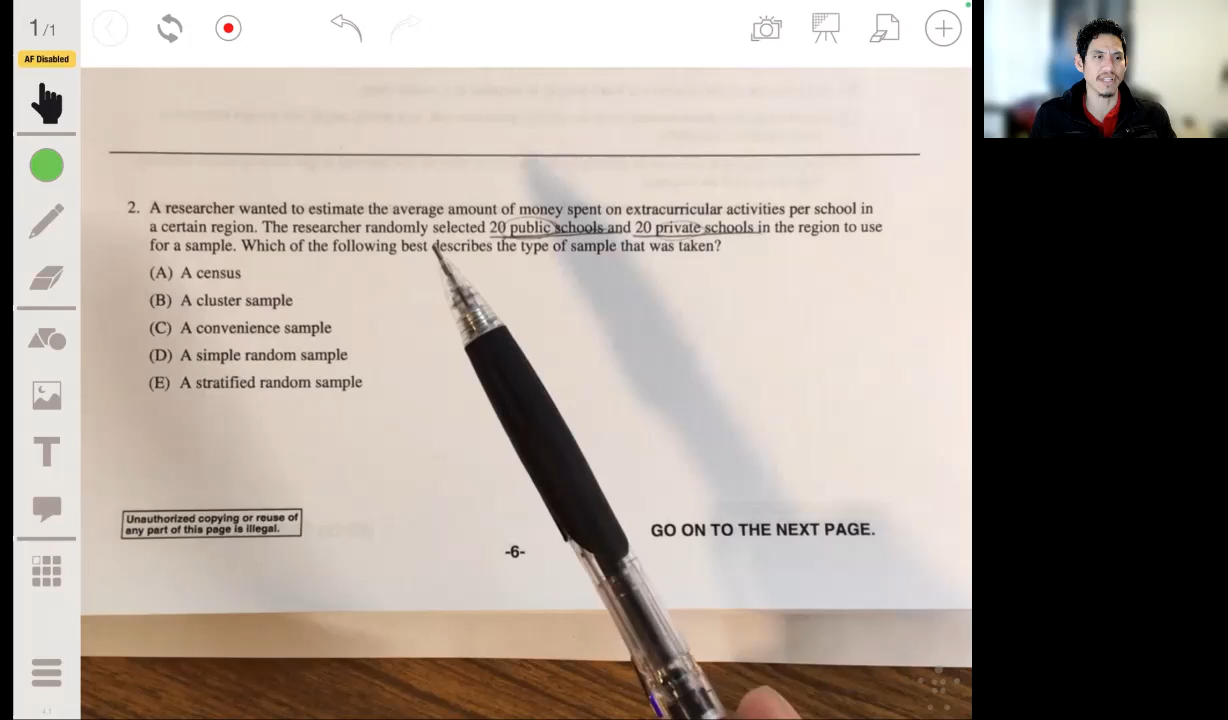 1/1
AF Disabled
2. A researcher wanted to estimate the average amount of money spent on extracurricular activities per school in
a certain region. The researcher randomly selected 20 public schools and 20 private schools in the region to use
for a sample. Which of the following best describes the type of sample that was taken?
(A) A census
(B) A cluster sample
(C) A convenience sample
(D) A simple random sample
(E) A stratified random sample
Unauthorized copying or reuse of
any part of this page is illegal.
GO ON TO THE NEXT PAGE.
-6-
T
4.1